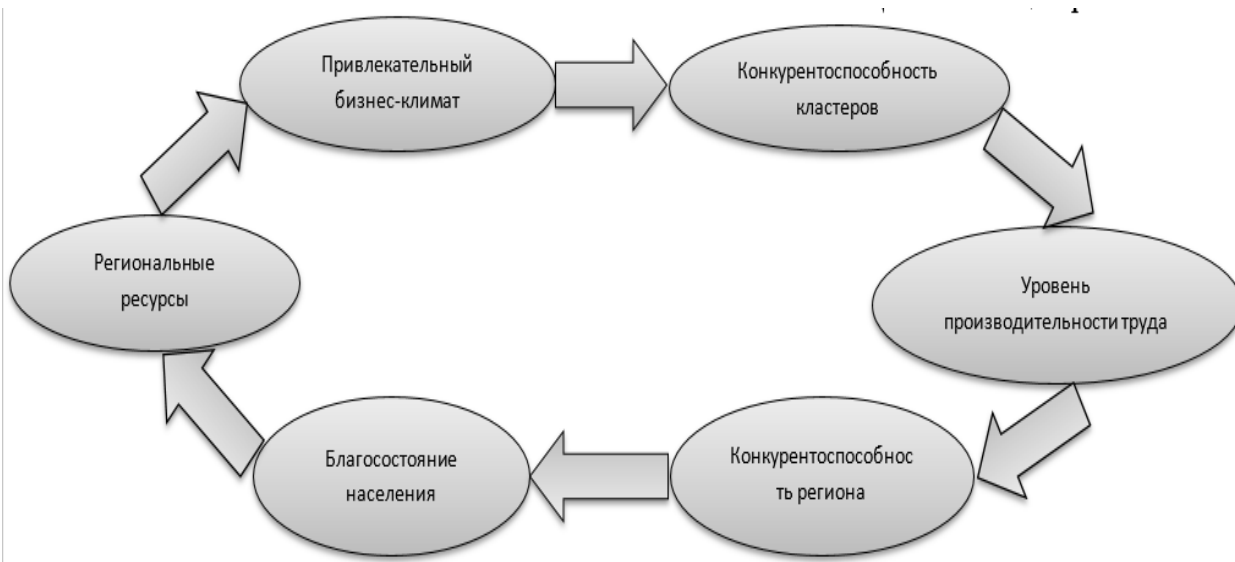 Привлекательный
бизнес-климат
Конкурентоспособность
кластеров
Уровень
производительности труда
Конкурентоспособнос
ть региона
Благосостояние
населения
Региональные
ресурсы